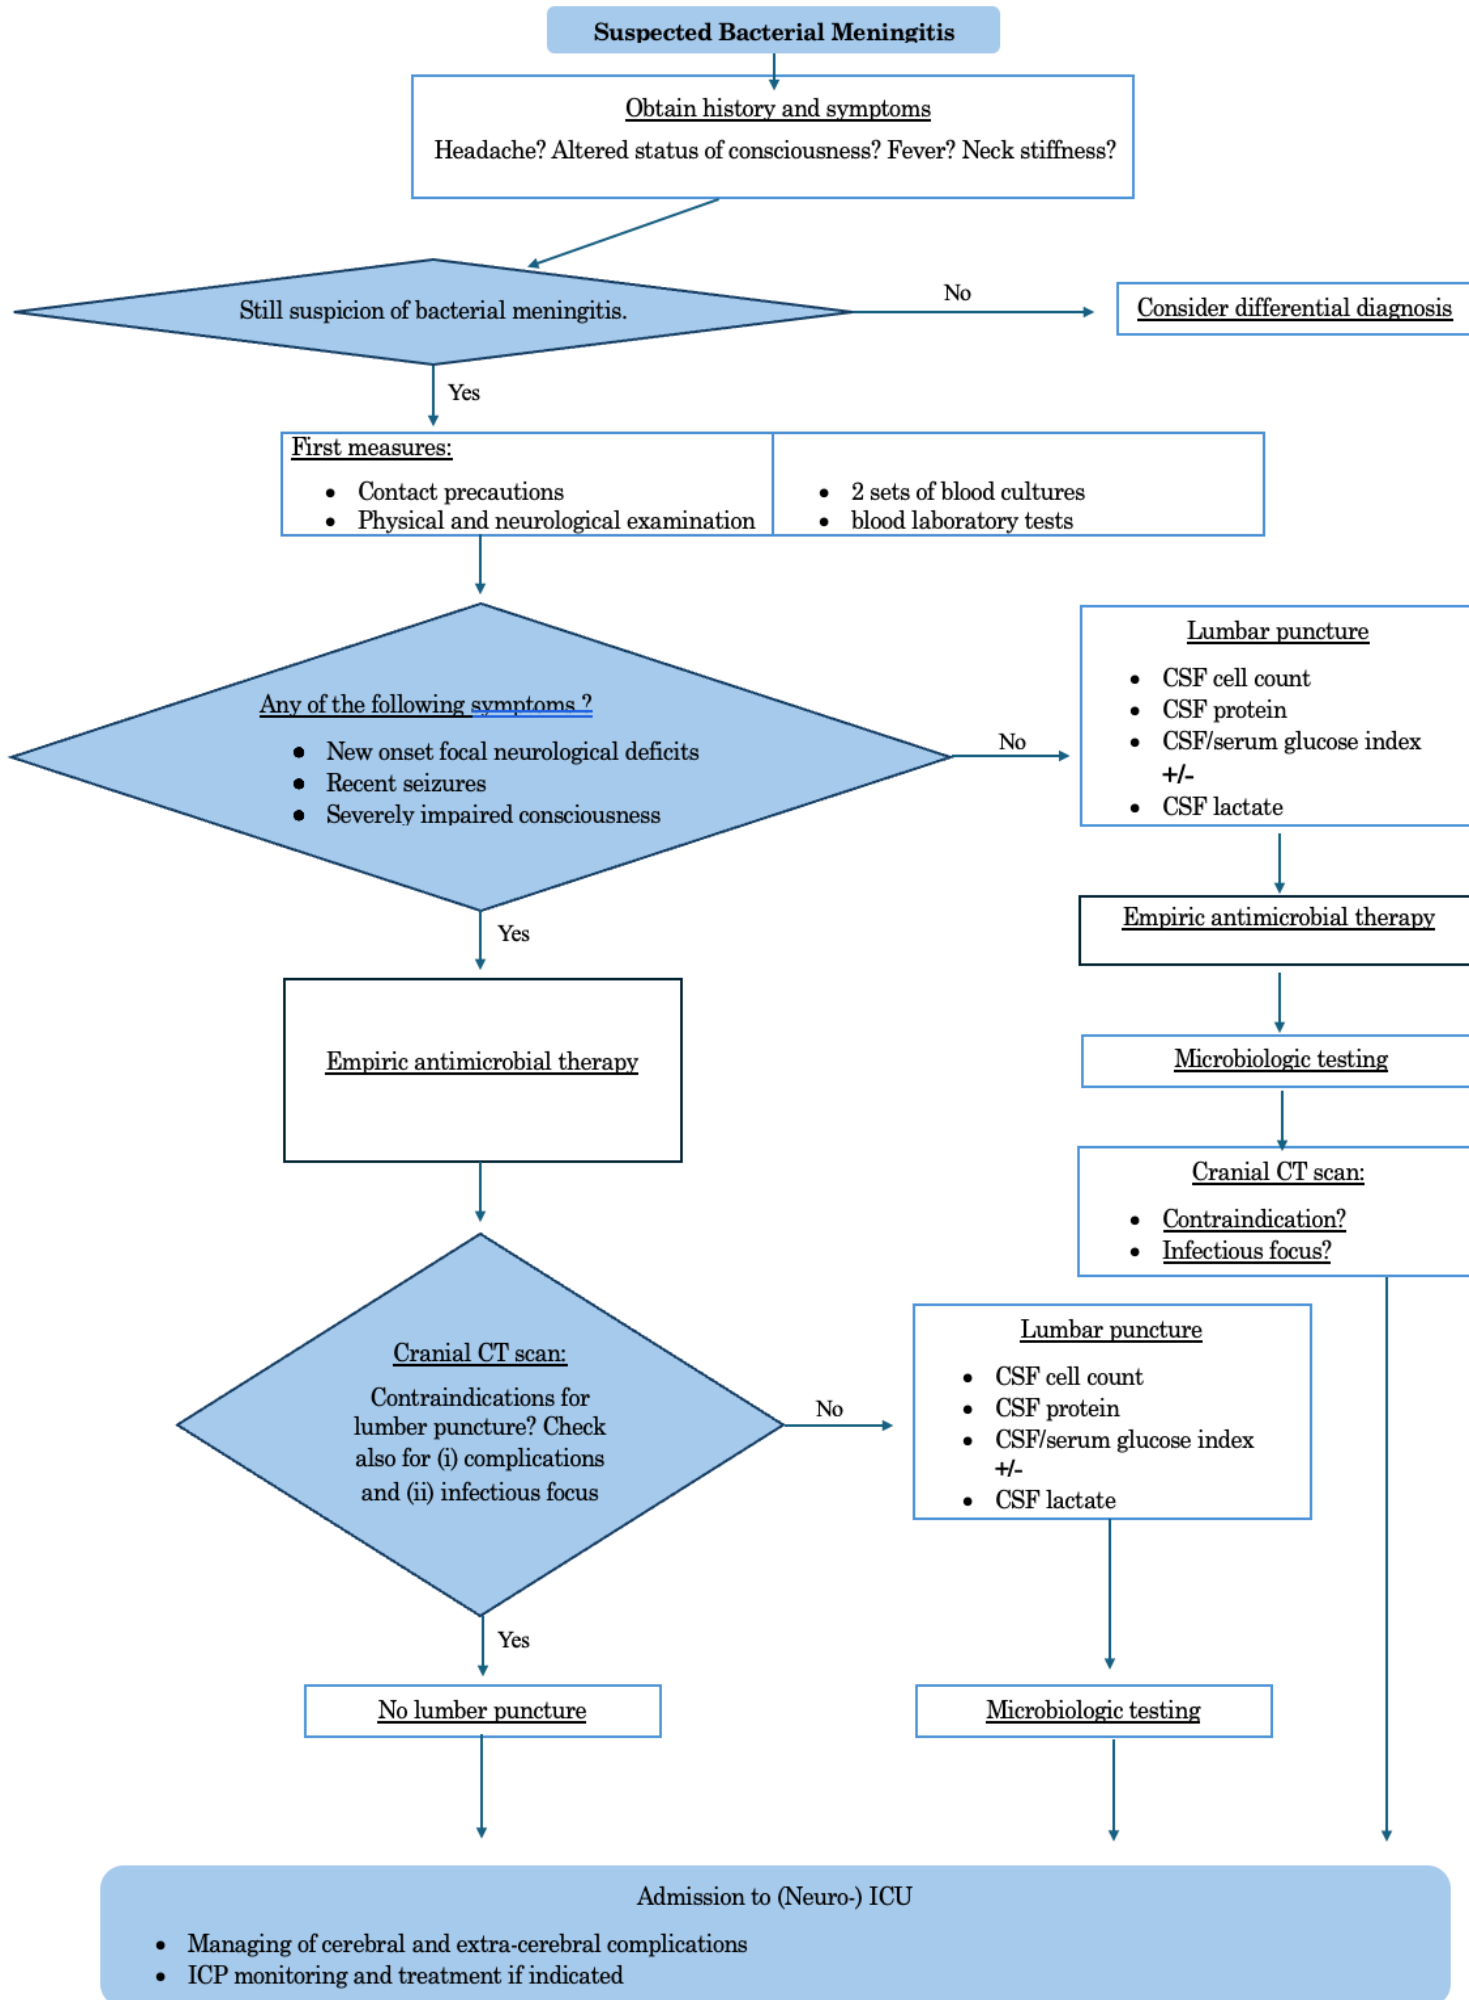 Suspected Bacterial Meningitis
Obtain history and symptoms
Headache? Altered status of consciousness? Fever? Neck stiffness?
Still suspicion of bacterial meningitis.
No
Consider differential diagnosis
Yes
First measures:
• Contact precautions
• Physical and neurological examination
• 2 sets of blood cultures
• blood laboratory tests
Any of the following symptoms ?
• New onset focal neurological deficits
• Recent seizures
• Severely impaired consciousness
No
Lumbar puncture
• CSF cell count
• CSF protein
• CSF/serum glucose index
+/-
• CSF lactate
Empiric antimicrobial therapy
Microbiologic testing
Cranial CT scan:
• Contraindication?
• Infectious focus?
Yes
Empiric antimicrobial therapy
Cranial CT scan:
Contraindications for
lumber puncture? Check
also for (i) complications
and (ii) infectious focus
No
Lumbar puncture
• CSF cell count
• CSF protein
• CSF/serum glucose index
+/-
• CSF lactate
Microbiologic testing
Yes
No lumber puncture
Admission to (Neuro-) ICU
• Managing of cerebral and extra-cerebral complications
• ICP monitoring and treatment if indicated